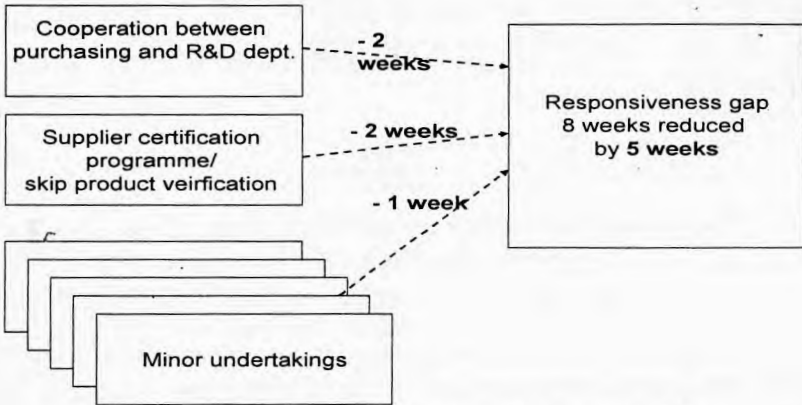 Cooperation between
purchasing and R&D dept.
- 2
weeks
Supplier certification
programme/
skip product veirfication
- 2 weeks
- 1 week
Minor undertakings
Responsiveness gap
8 weeks reduced
by 5 weeks